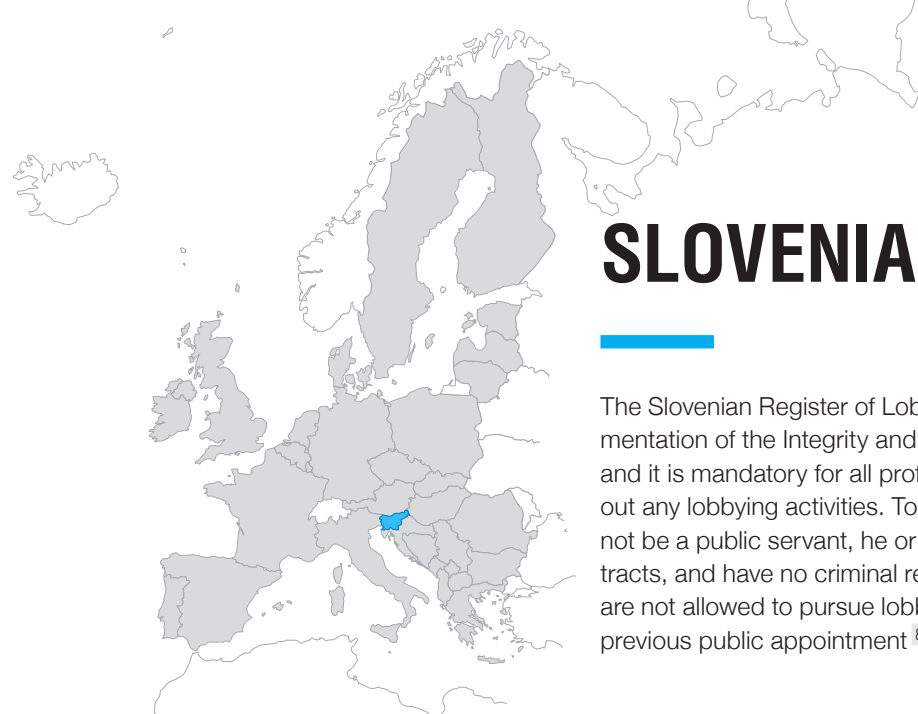 SLOVENIA
The Slovenian Register of Lob
mentation of the Integrity and
and it is mandatory for all prof
out any lobbying activities. To
not be a public servant, he or
tracts, and have no criminal re
are not allowed to pursue lobb
previous public appointment